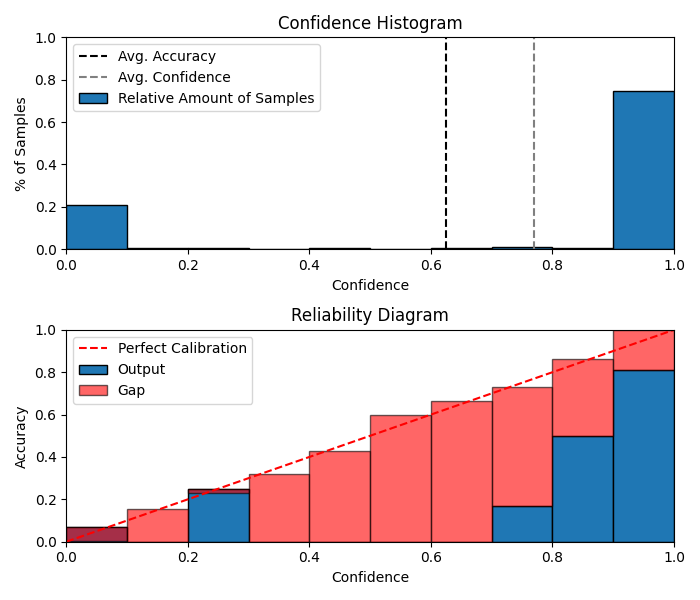 Confidence Histogram
1.0
0.8
0.6
0.4
0.2
0.0
% of Samples
Avg. Accuracy
Avg. Confidence
Relative Amount of Samples
0.0 0.2 0.4 0.6 0.8 1.0
Confidence
Reliability Diagram
1.0
0.8
0.6
0.4
0.2
0.0
Accuracy
Perfect Calibration
Output
Gap
0.0 0.2 0.4 0.6 0.8 1.0
Confidence